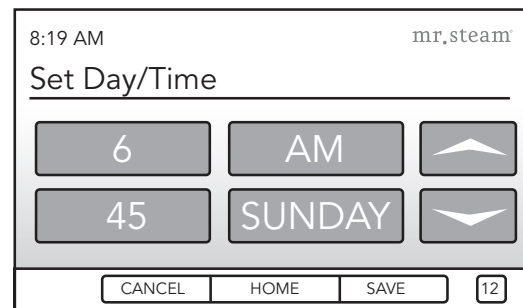 8:19 AM mr.steam®
Set Day/Time
6 AM
45 SUNDAY
CANCEL HOME SAVE 12